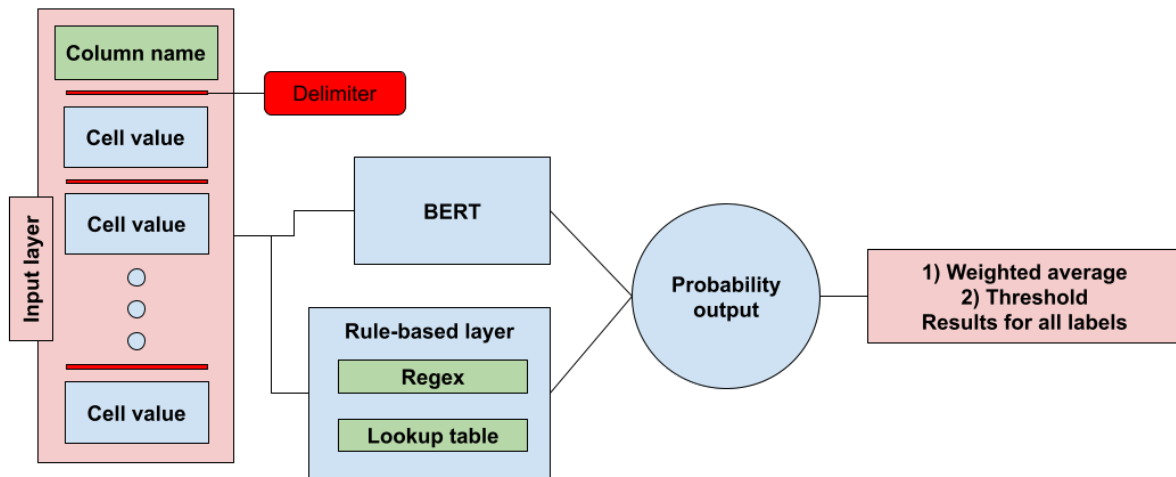 Column name
Delimiter
Cell value
Cell value
Cell value
Input layer
BERT
Rule-based layer
Regex
Lookup table
Probability
output
1) Weighted average
2) Threshold
Results for all labels